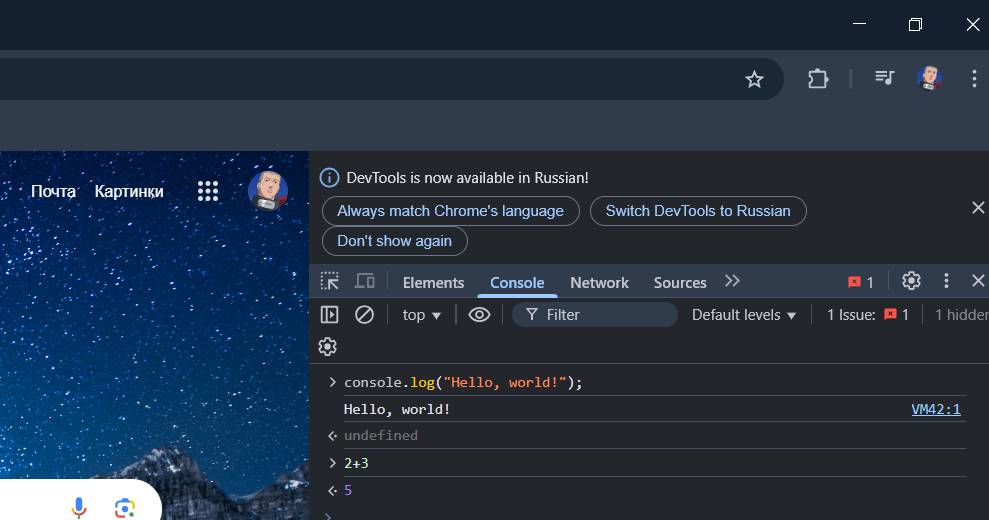 Почта Картинки
DevTools is now available in Russian!
Always match Chrome's language Switch DevTools to Russian
Don't show again
Elements Console Network Sources 1
top Filter Default levels 1 Issue: 1 1 hidden
console.log("Hello, world!");
Hello, world! VM42:1
undefined
2+3
5